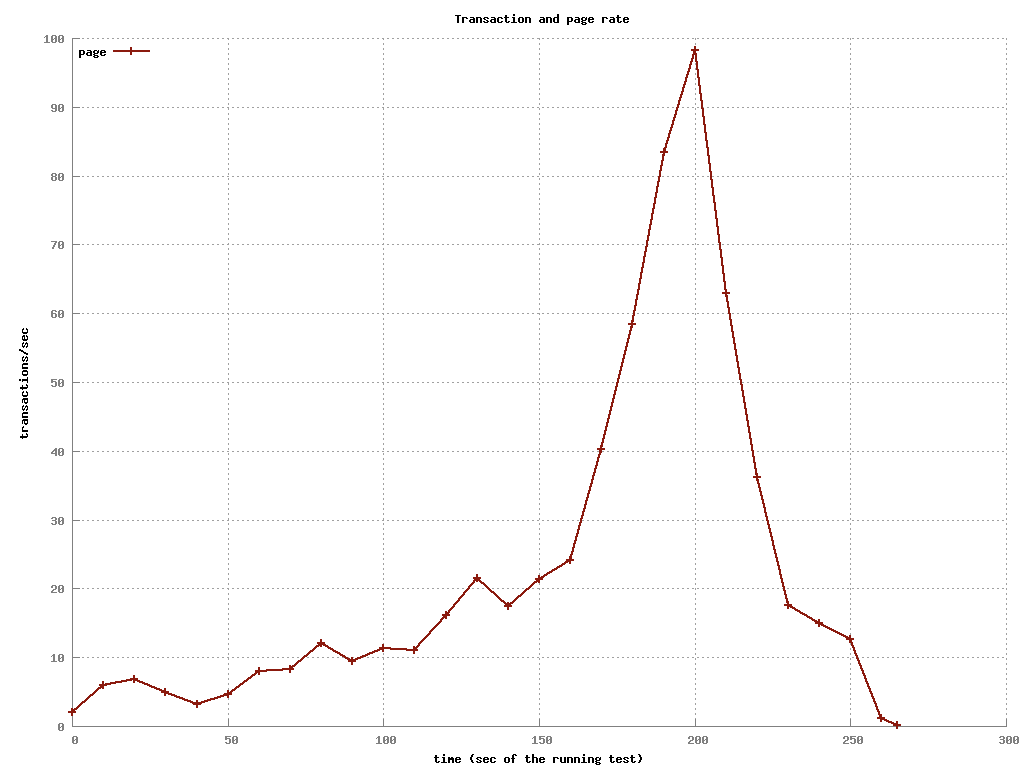 Transaction and page rate
page
100
90
80
70
60
50
40
30
20
10
0
transactions/sec
0 50 100 150 200 250 300
time (sec of the running test)